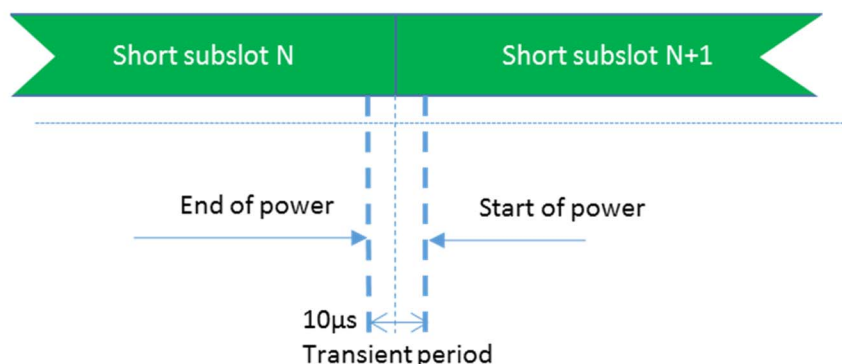 Short subslot N
Short subslot N+1
End of power
Start of power
10µs
Transient period